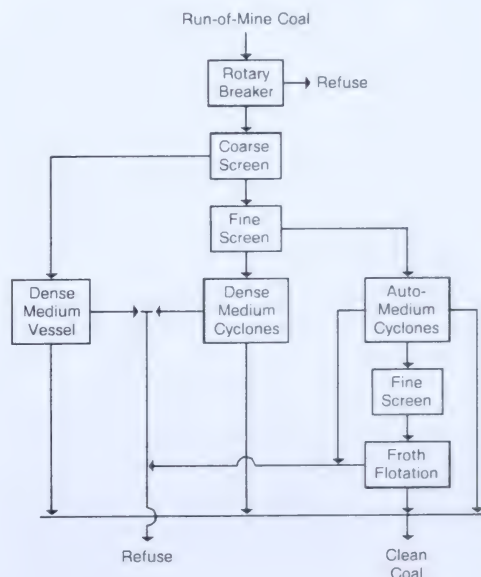 Run-of-Mine Coal
Rotary
Breaker
Refuse
Coarse
Screen
Fine
Screen
Dense
Medium
Vessel
Dense
Medium
Cyclones
Auto-
Medium
Cyclones
Fine
Screen
Froth
Flotation
Refuse
Clean
Coal